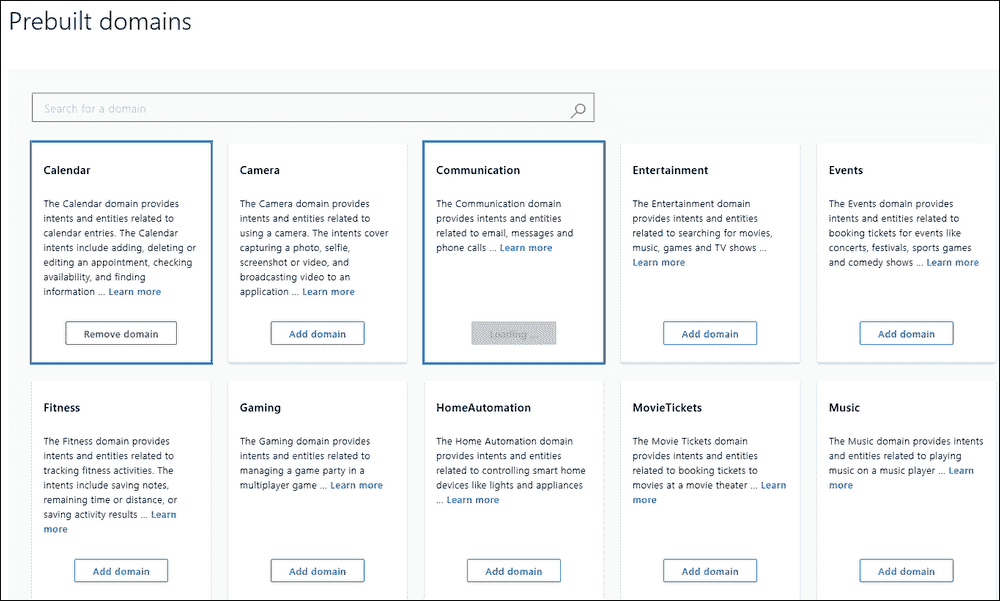 Prebuilt domains
Search for a domain
Calendar
The Calendar domain provides
intents and entities related to
calendar entries. The Calendar
intents include adding, deleting or
editing an appointment, checking
availability, and finding
information ... Learn more
Remove domain
Camera
The Camera domain provides
intents and entities related to
using a camera. The intents cover
capturing a photo, selfie,
screenshot or video, and
broadcasting video to an
application ... Learn more
Add domain
Communication
The Communication domain
provides intents and entities
related to email, messages and
phone calls ... Learn more
Loading ...
Entertainment
The Entertainment domain
provides intents and entities
related to searching for movies,
music, games and TV shows ...
Learn more
Add domain
Events
The Events domain provides
intents and entities related to
booking tickets for events like
concerts, festivals, sports games
and comedy shows ... Learn more
Add domain
Fitness
The Fitness domain provides
intents and entities related to
tracking fitness activities. The
intents include saving notes,
remaining time or distance, or
saving activity results ... Learn
more
Add domain
Gaming
The Gaming domain provides
intents and entities related to
managing a game party in a
multiplayer game ... Learn more
Add domain
HomeAutomation
The Home Automation domain
provides intents and entities
related to controlling smart home
devices like lights and appliances
... Learn more
Add domain
MovieTickets
The Movie Tickets domain
provides intents and entities
related to booking tickets to
movies at a movie theater ... Learn
more
Add domain
Music
The Music domain provides intents
and entities related to playing
music on a music player ... Learn
more
Add domain